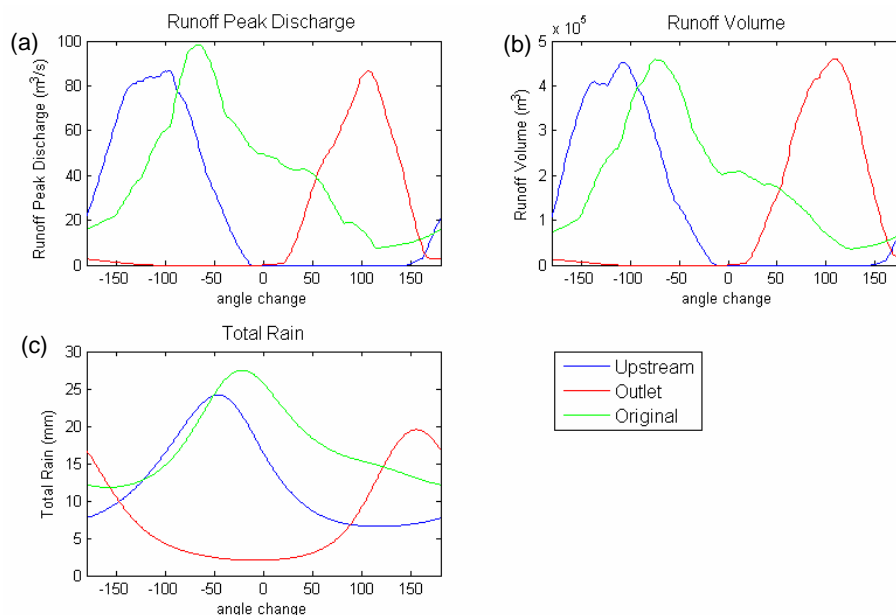 (a)
Runoff Peak Discharge
Runoff Peak Discharge (m³/s)
100
80
60
40
20
0
-150 -100 -50 0 50 100 150
angle change
(b)
Runoff Volume
x 10⁵
Runoff Volume (m³)
5
4
3
2
1
0
-150 -100 -50 0 50 100 150
angle change
(c)
Total Rain
Total Rain (mm)
30
25
20
15
10
5
0
-150 -100 -50 0 50 100 150
angle change
Upstream
Outlet
Original